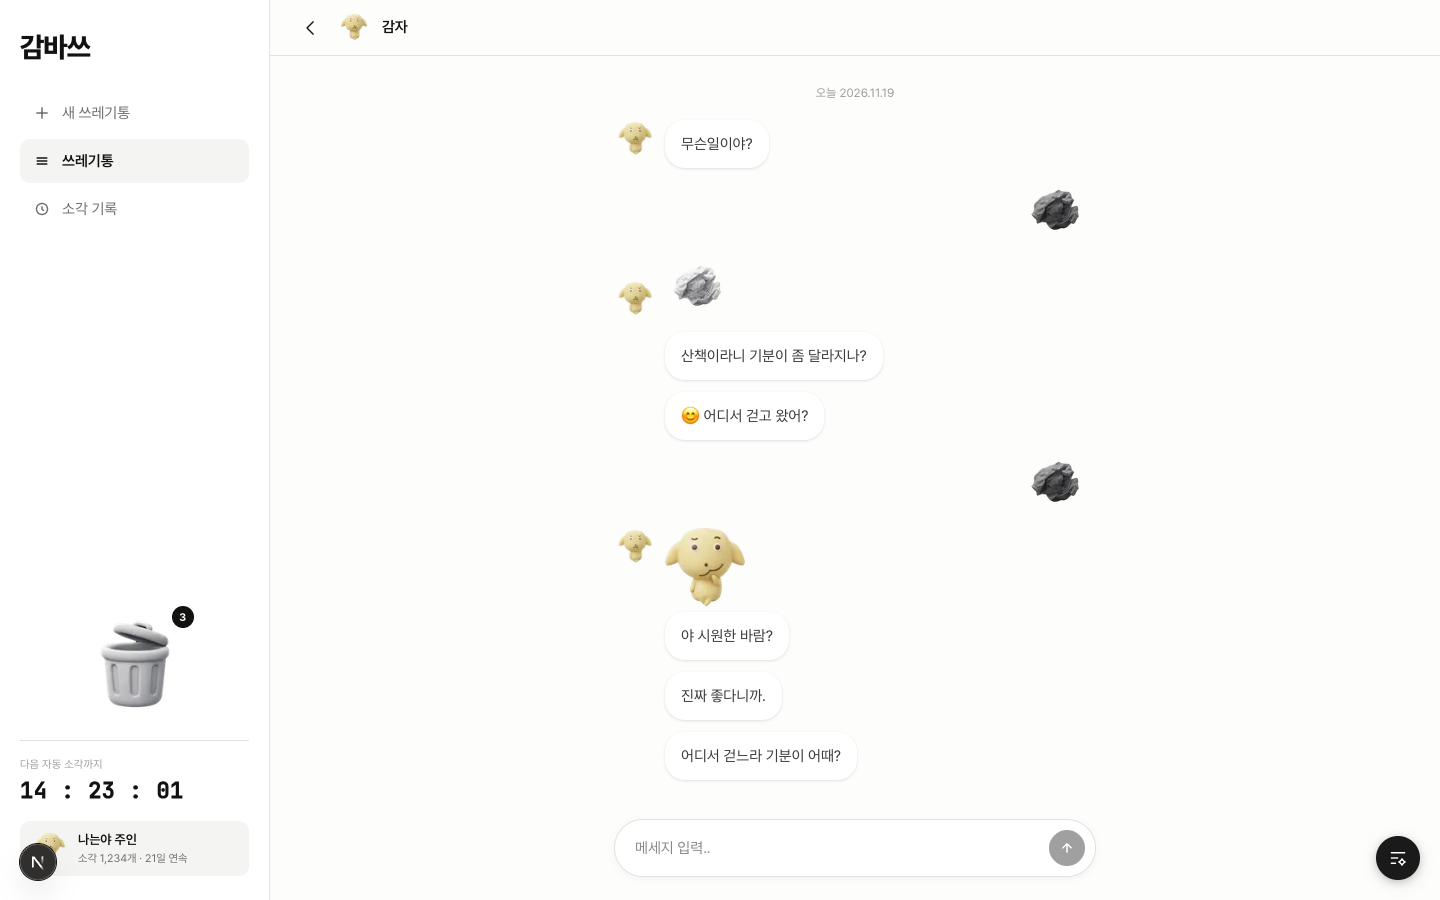 감바쓰
새 쓰레기통
쓰레기통
소각 기록
3
다음 자동 소각까지
14 : 23 : 01
나는야 주인
소각 1,234개 · 21일 연속
N
감자
오늘 2026.11.19
무슨일이야?
산책이라니 기분이 좀 달라지나?
😊 어디서 걷고 왔어?
야 시원한 바람?
진짜 좋다니까.
어디서 걷느라 기분이 어때?
메세지 입력..